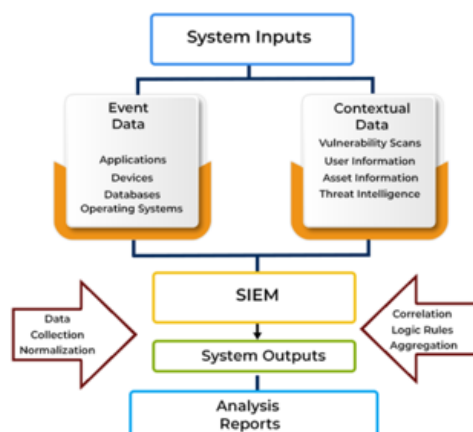 System Inputs
Event
Data
Applications
Devices
Databases
Operating Systems
Contextual
Data
Vulnerability Scans
User Information
Asset Information
Threat Intelligence
SIEM
Data
Collection
Normalization
Correlation
Logic Rules
Aggregation
System Outputs
Analysis
Reports